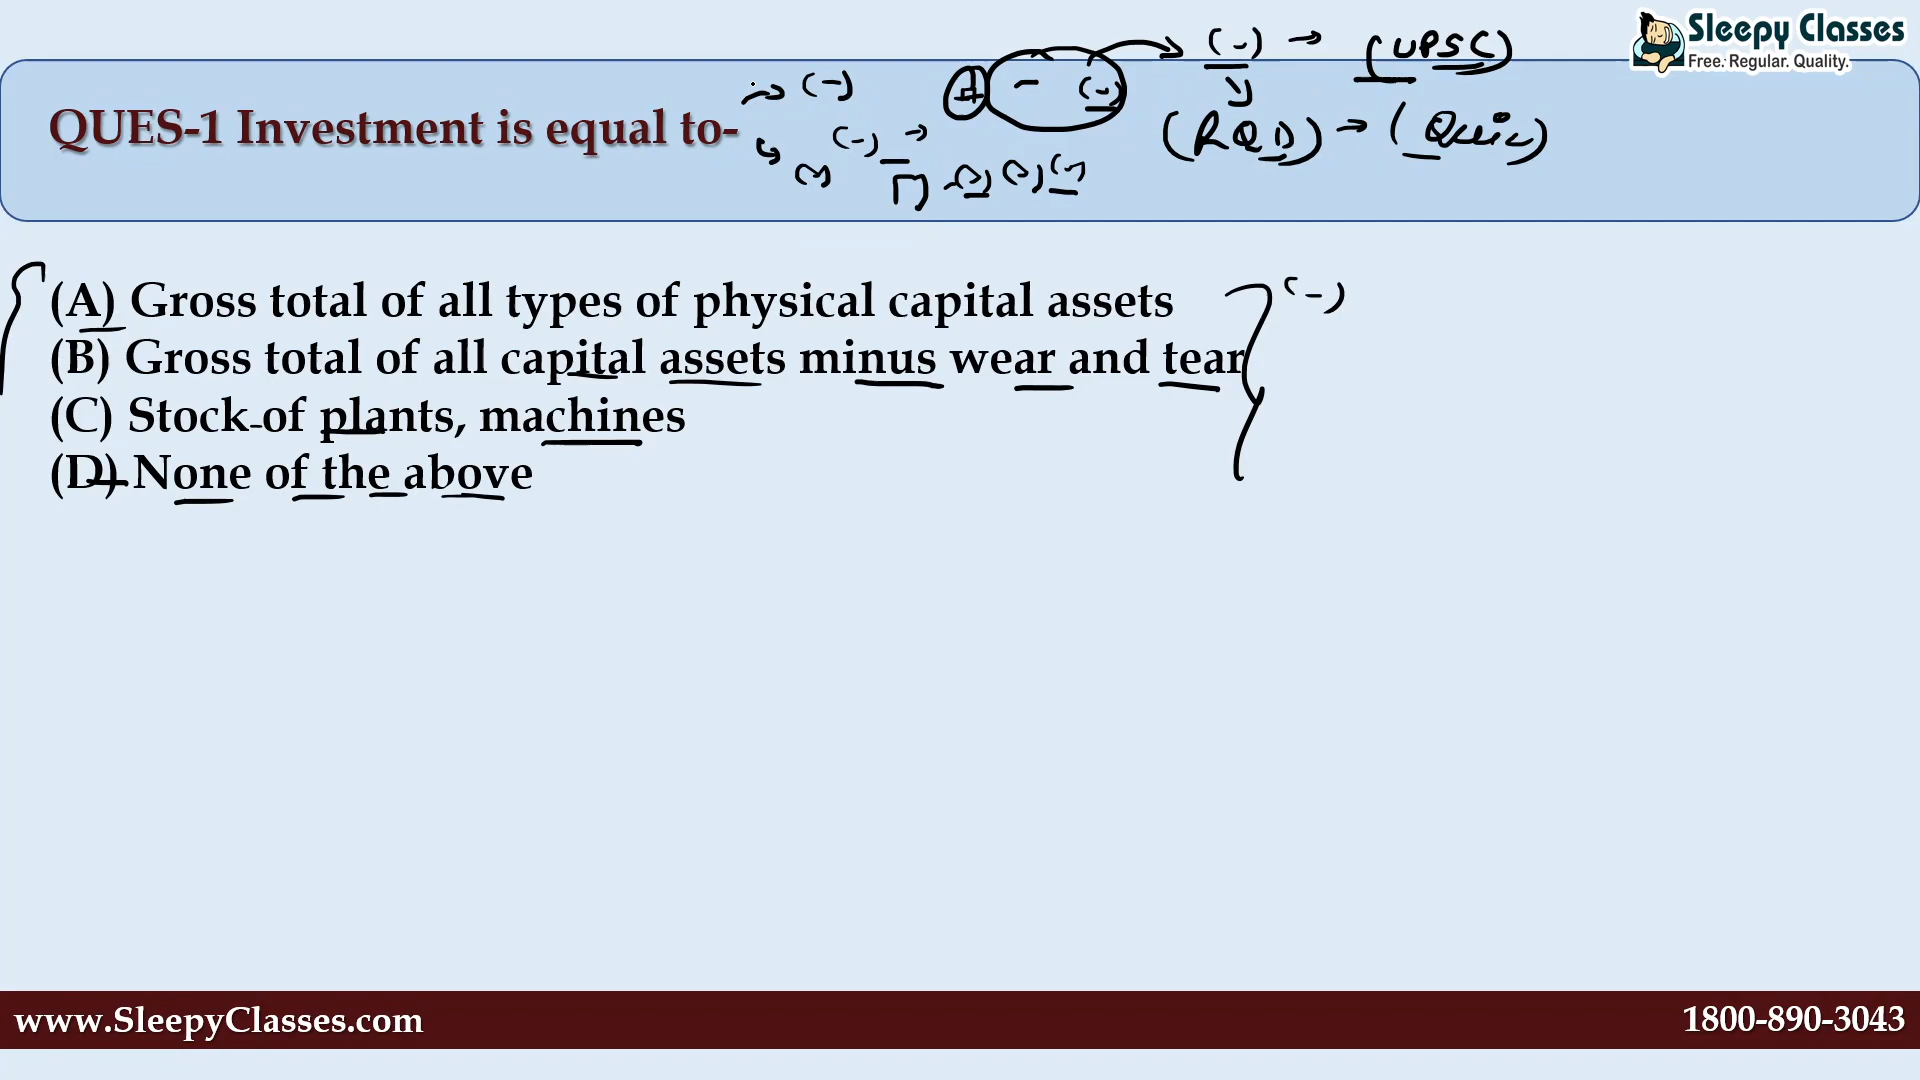 Sleepy Classes
Free. Regular. Quality.
(UPSC)
QUES-1 Investment is equal to-
(RQD) → (Quic)
(A) Gross total of all types of physical capital assets
(B) Gross total of all capital assets minus wear and tear
(C) Stock of plants, machines
(D) None of the above
www.SleepyClasses.com
1800-890-3043